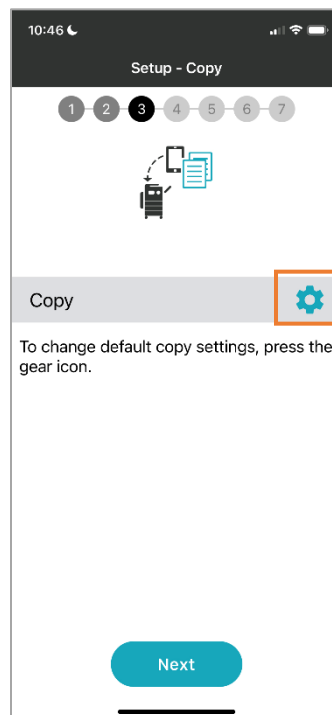 10:46
Setup - Copy
1 2 3 4 5 6 7
Copy
To change default copy settings, press the
gear icon.
Next